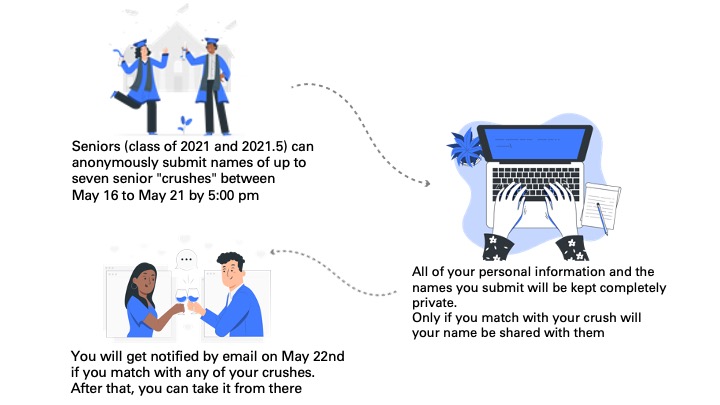 Seniors (class of 2021 and 2021.5) can
anonymously submit names of up to
seven senior "crushes" between
May 16 to May 21 by 5:00 pm
All of your personal information and the
names you submit will be kept completely
private.
Only if you match with your crush will
your name be shared with them
You will get notified by email on May 22nd
if you match with any of your crushes.
After that, you can take it from there